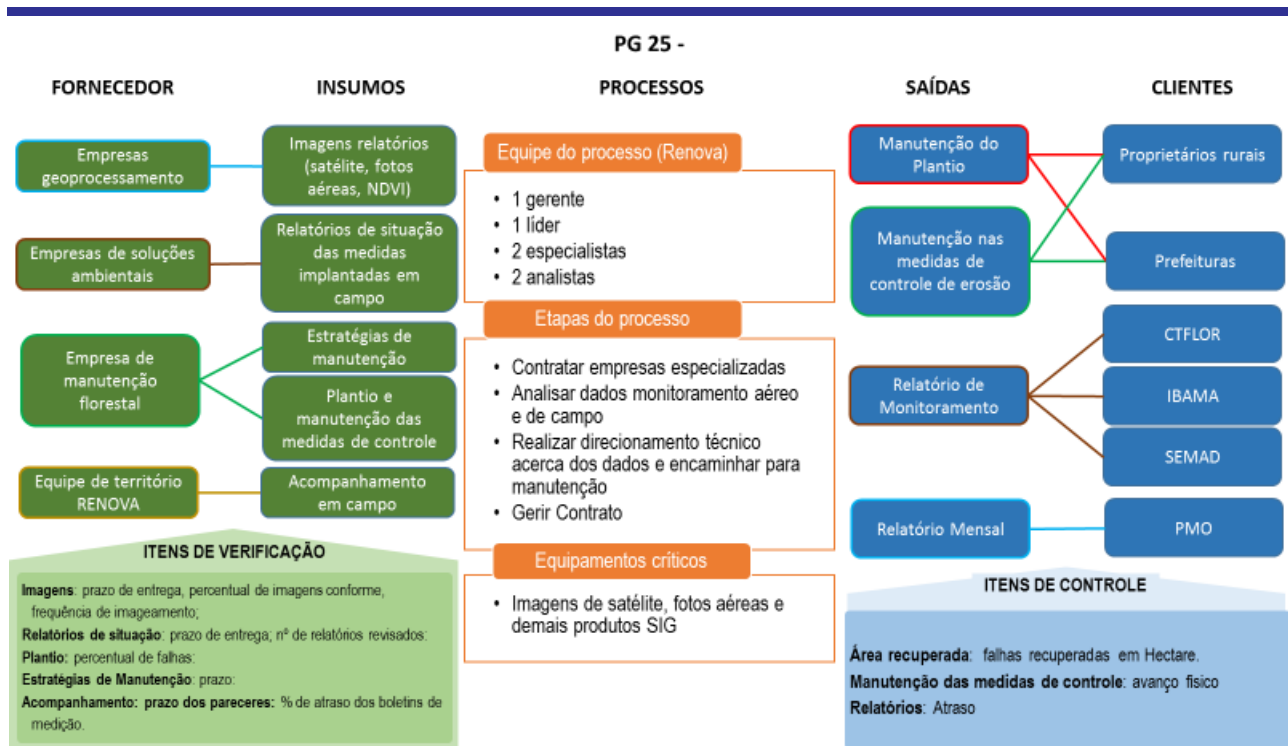 PG 25 -
FORNECEDOR
INSUMOS
PROCESSOS
SAÍDAS
CLIENTES
Empresas
geoprocessamento
Empresas de soluções
ambientais
Empresa de
manutenção
florestal
Equipe de território
RENOVA
Imagens relatórios
(satélite, fotos
aéreas, NDVI)
Relatórios de situação
das medidas
implantadas em
campo
Estratégias de
manutenção
Plantio e
manutenção das
medidas de controle
Acompanhamento
em campo
Equipe do processo (Renova)
• 1 gerente
• 1 líder
• 2 especialistas
• 2 analistas
Etapas do processo
• Contratar empresas especializadas
• Analisar dados monitoramento aéreo
e de campo
• Realizar direcionamento técnico
acerca dos dados e encaminhar para
manutenção
• Gerir Contrato
Equipamentos críticos
• Imagens de satélite, fotos aéreas e
demais produtos SIG
Manutenção do
Plantio
Manutenção nas
medidas de
controle de erosão
Relatório de
Monitoramento
Relatório Mensal
Proprietários rurais
Prefeituras
CTFLOR
IBAMA
SEMAD
PMO
ITENS DE VERIFICAÇÃO
Imagens: prazo de entrega, percentual de imagens conforme,
frequência de imageamento;
Relatórios de situação: prazo de entrega; nº de relatórios revisados:
Plantio: percentual de falhas:
Estratégias de Manutenção: prazo:
Acompanhamento: prazo dos pareceres: % de atraso dos boletins de
medição.
ITENS DE CONTROLE
Área recuperada: falhas recuperadas em Hectare.
Manutenção das medidas de controle: avanço físico
Relatórios: Atraso